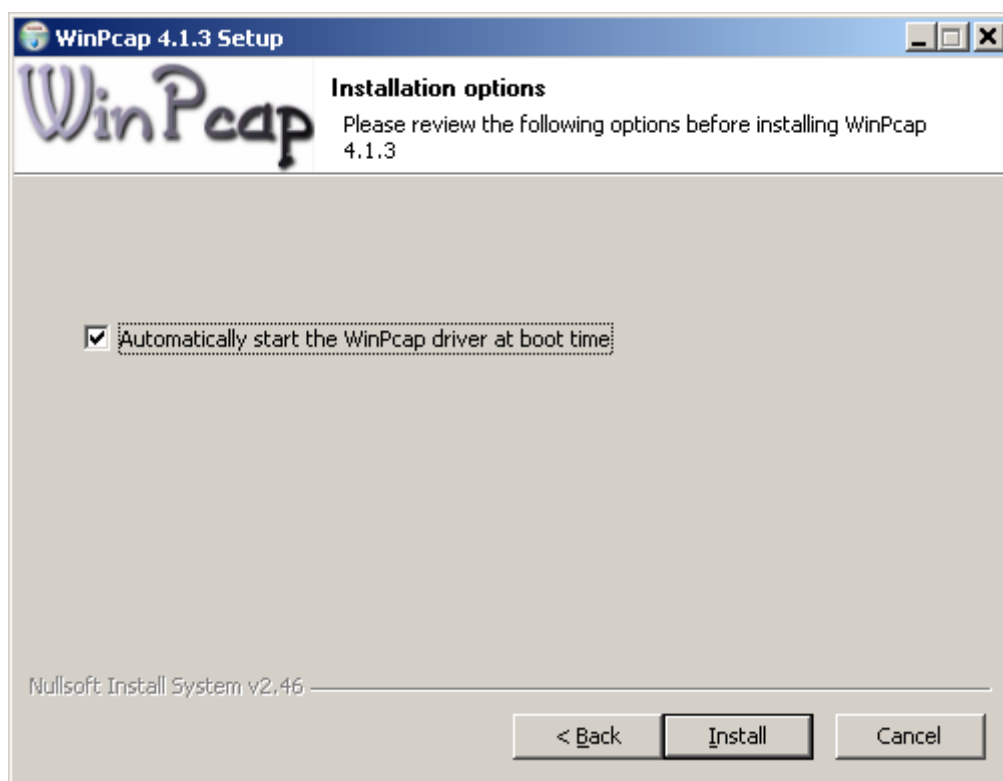 WinPcap 4.1.3 Setup
WinPcap
Installation options
Please review the following options before installing WinPcap
4.1.3
Automatically start the WinPcap driver at boot time
Nullsoft Install System v2.46
< Back
Install
Cancel